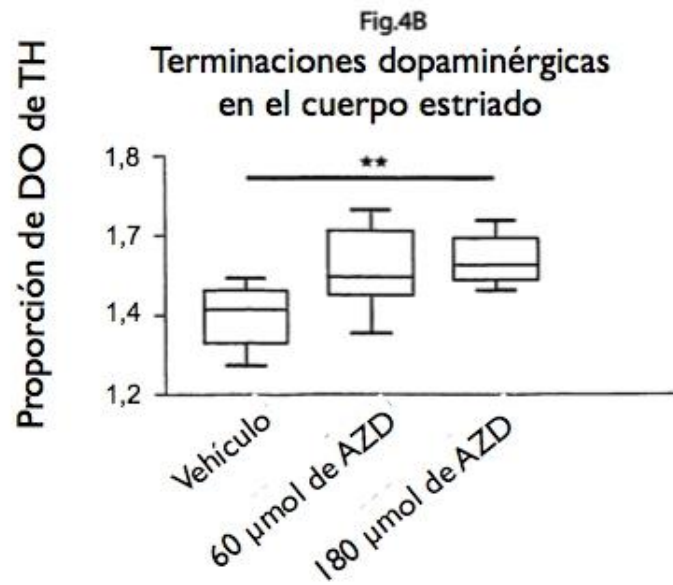 Fig.4B
Terminaciones dopaminérgicas
en el cuerpo estriado
Proporción de DO de TH
1,8
**
1,7
1,4
1,2
Vehículo
60 µmol de AZD
180 µmol de AZD